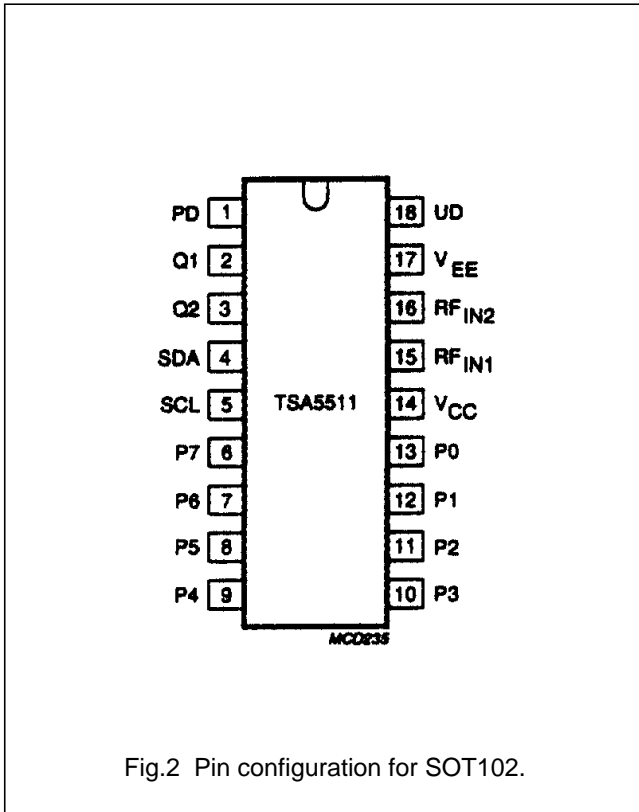 PD 1 18 UD
Q1 2 17 VEE
Q2 3 16 RFIN2
SDA 4 15 RFIN1
SCL 5 TSA5511 14 VCC
P7 6 13 P0
P6 7 12 P1
P5 8 11 P2
P4 9 10 P3
MCD235
Fig.2 Pin configuration for SOT102.